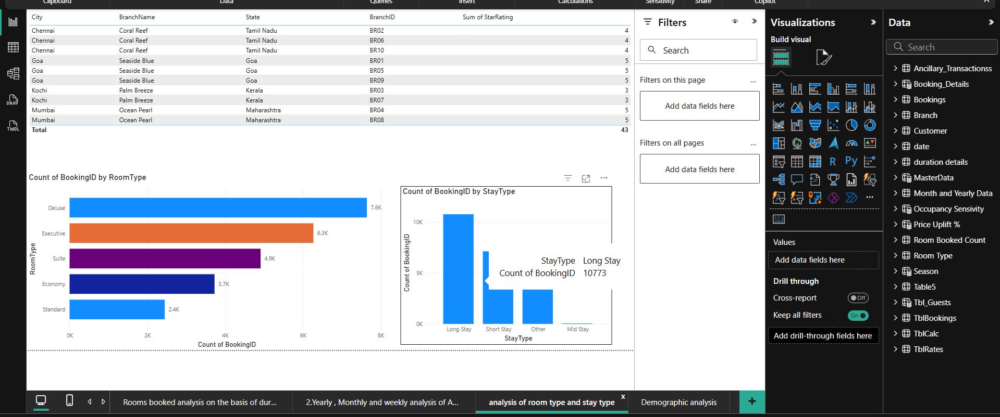 Clipboard Data Queries Insert Calculations Sensitivity Share Copilot
City BranchName State BranchID Sum of StarRating
Chennai Coral Reef Tamil Nadu BR02 4
Chennai Coral Reef Tamil Nadu BR06 4
Chennai Coral Reef Tamil Nadu BR10 4
Goa Seaside Blue Goa BR01 5
Goa Seaside Blue Goa BR05 5
Goa Seaside Blue Goa BR09 5
Kochi Palm Breeze Kerala BR03 3
Kochi Palm Breeze Kerala BR07 3
Mumbai Ocean Pearl Maharashtra BR04 5
Mumbai Ocean Pearl Maharashtra BR08 5
Total 43
DAX
TMDL
Count of BookingID by RoomType
RoomType
Deluxe 7.6K
Executive 6.3K
Suite 4.9K
Economy 3.7K
Standard 2.4K
0K 2K 4K 6K 8K
Count of BookingID
Count of BookingID by StayType
Count of BookingID
10K
5K
0K
StayType Long Stay
Count of BookingID 10773
Long Stay Short Stay Other Mid Stay
StayType
Filters
Search
Filters on this page ...
Add data fields here
Filters on all pages ...
Add data fields here
Visualizations
Build visual
R Py
123
Values
Add data fields here
Drill through
Cross-report Off
Keep all filters On
Add drill-through fields here
Data
Search
Ancillary_Transactionss
Booking_Details
Bookings
Branch
Customer
date
duration details
MasterData
Month and Yearly Data
Occupancy Sensivity
Price Uplift %
Room Booked Count
Room Type
Season
Table5
Tbl_Guests
TblBookings
TblCalc
TblRates
Rooms booked analysis on the basis of dur... 2.Yearly , Monthly and weekly analysis of A... analysis of room type and stay type x Demographic analysis +